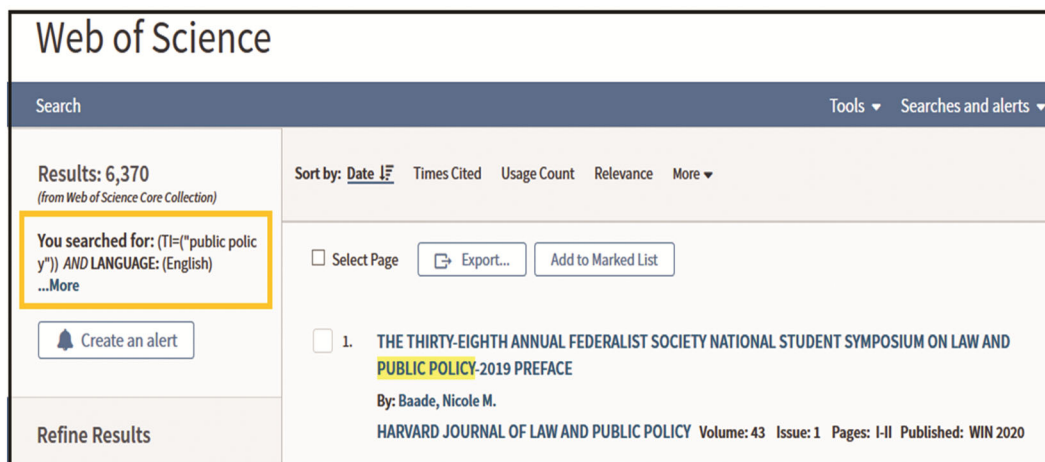 Web of Science
Search
Tools Searches and alerts
Results: 6,370
(from Web of Science Core Collection)
You searched for: (TI=("public polic
y")) AND LANGUAGE: (English)
...More
Create an alert
Refine Results
Sort by: Date Times Cited Usage Count Relevance More
Select Page Export... Add to Marked List
1. THE THIRTY-EIGHTH ANNUAL FEDERALIST SOCIETY NATIONAL STUDENT SYMPOSIUM ON LAW AND
PUBLIC POLICY-2019 PREFACE
By: Baade, Nicole M.
HARVARD JOURNAL OF LAW AND PUBLIC POLICY Volume: 43 Issue: 1 Pages: I-II Published: WIN 2020